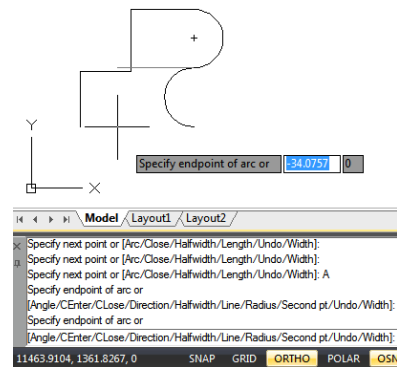 Y
Specify endpoint of arc or -34.0757 0
X
Model Layout1 Layout2
Specify next point or [Arc/Close/Halfwidth/Length/Undo/Width]:
Specify next point or [Arc/Close/Halfwidth/Length/Undo/Width]:
Specify next point or [Arc/Close/Halfwidth/Length/Undo/Width]: A
Specify endpoint of arc or
[Angle/CEnter/CLose/Direction/Halfwidth/Line/Radius/Second pt/Undo/Width]:
Specify endpoint of arc or
[Angle/CEnter/CLose/Direction/Halfwidth/Line/Radius/Second pt/Undo/Width]:
11463.9104, 1361.8267, 0 SNAP GRID ORTHO POLAR OSN